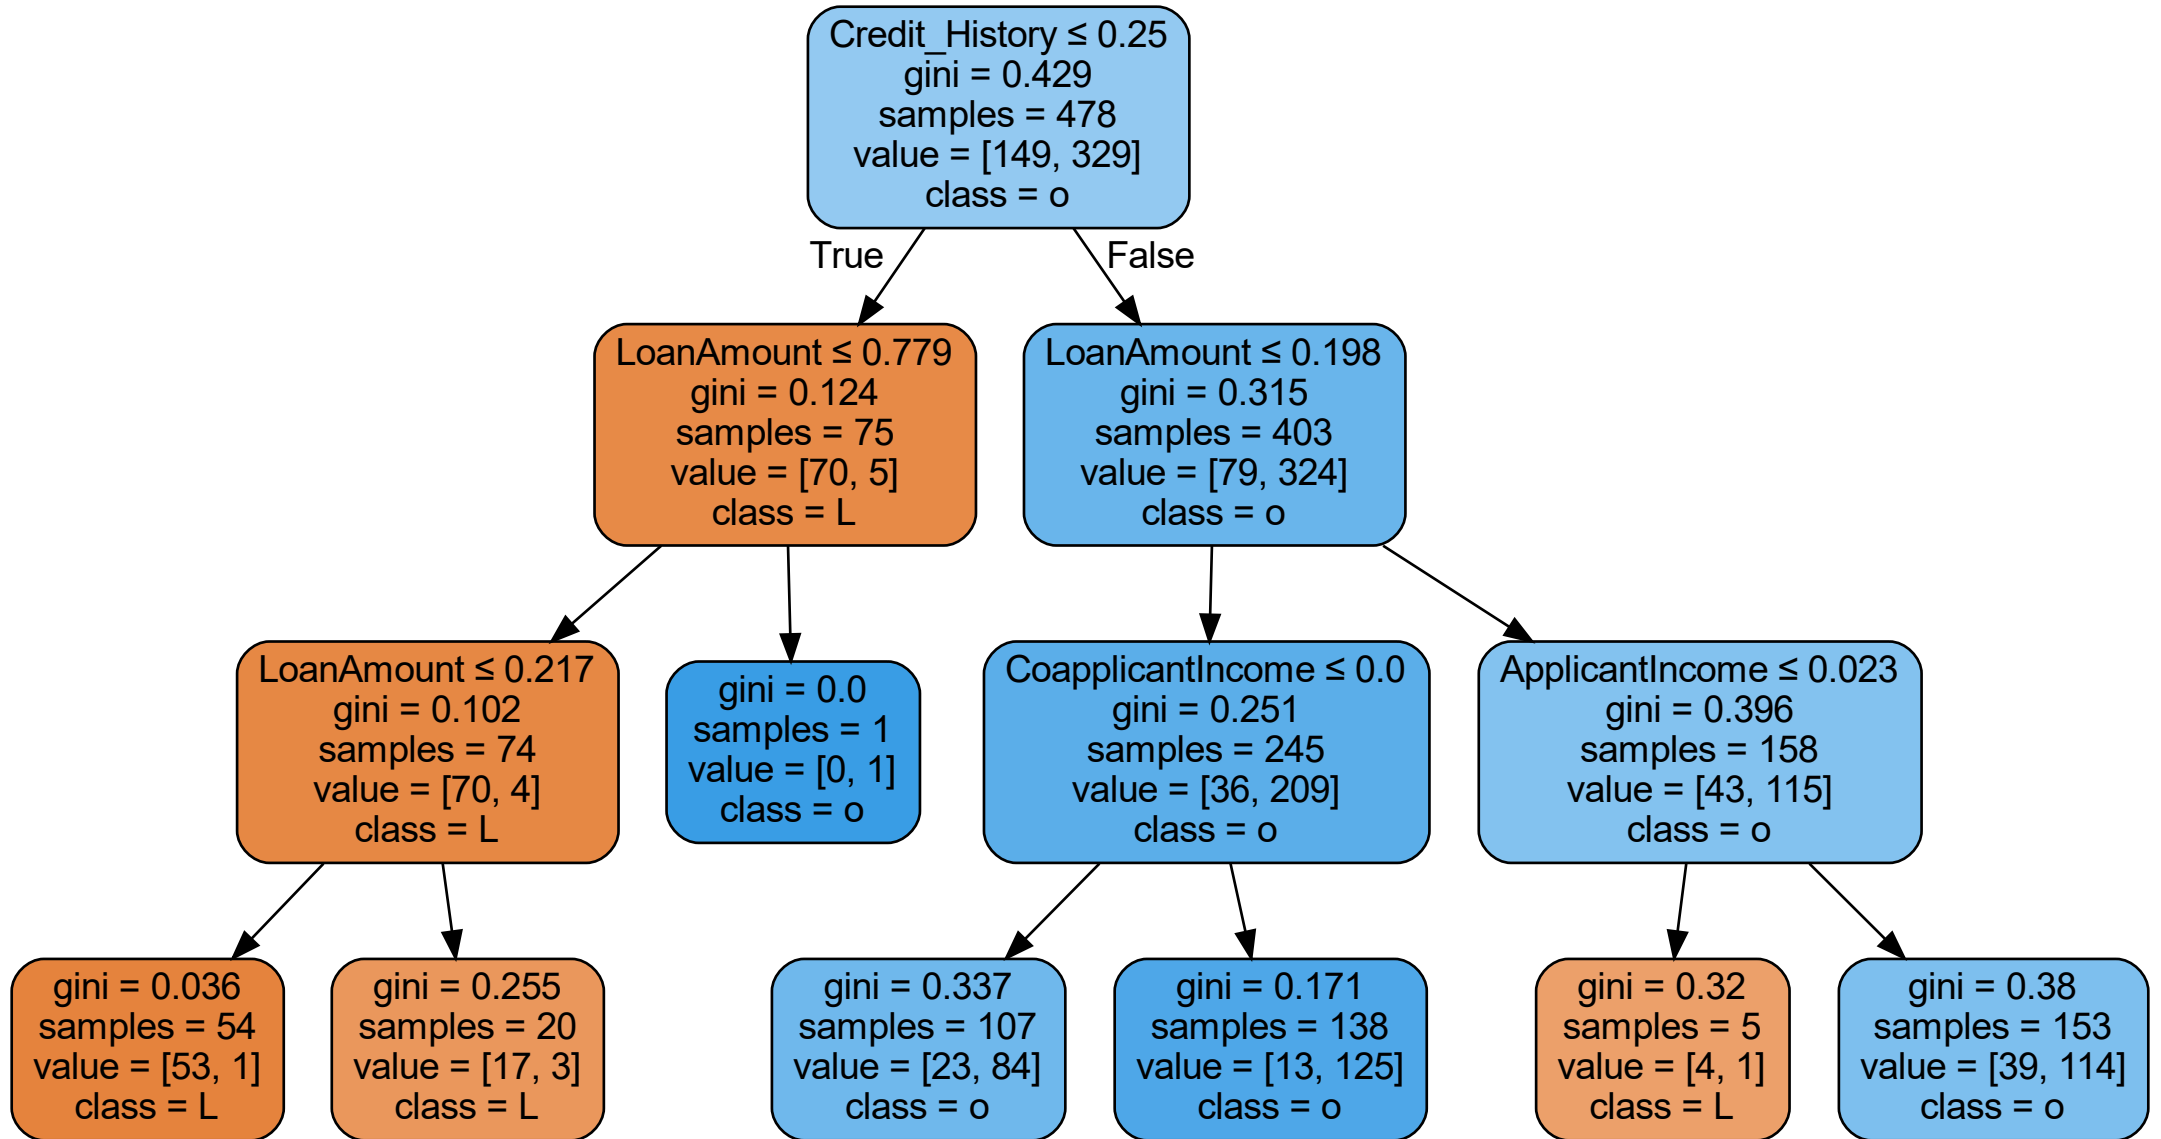 Credit_History ≤ 0.25
gini = 0.429
samples = 478
value = [149, 329]
class = o
True
False
LoanAmount ≤ 0.779
gini = 0.124
samples = 75
value = [70, 5]
class = L
LoanAmount ≤ 0.198
gini = 0.315
samples = 403
value = [79, 324]
class = o
LoanAmount ≤ 0.217
gini = 0.102
samples = 74
value = [70, 4]
class = L
gini = 0.0
samples = 1
value = [0, 1]
class = o
CoapplicantIncome ≤ 0.0
gini = 0.251
samples = 245
value = [36, 209]
class = o
ApplicantIncome ≤ 0.023
gini = 0.396
samples = 158
value = [43, 115]
class = o
gini = 0.036
samples = 54
value = [53, 1]
class = L
gini = 0.255
samples = 20
value = [17, 3]
class = L
gini = 0.337
samples = 107
value = [23, 84]
class = o
gini = 0.171
samples = 138
value = [13, 125]
class = o
gini = 0.32
samples = 5
value = [4, 1]
class = L
gini = 0.38
samples = 153
value = [39, 114]
class = o